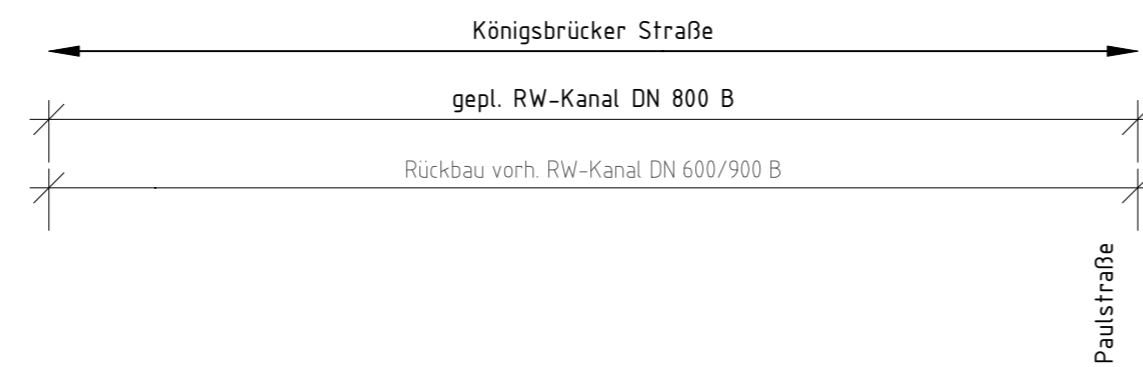 Königsbrücker Straße
gepl. RW-Kanal DN 800 B
Rückbau vorh. RW-Kanal DN 600/900 B
Paulstraße